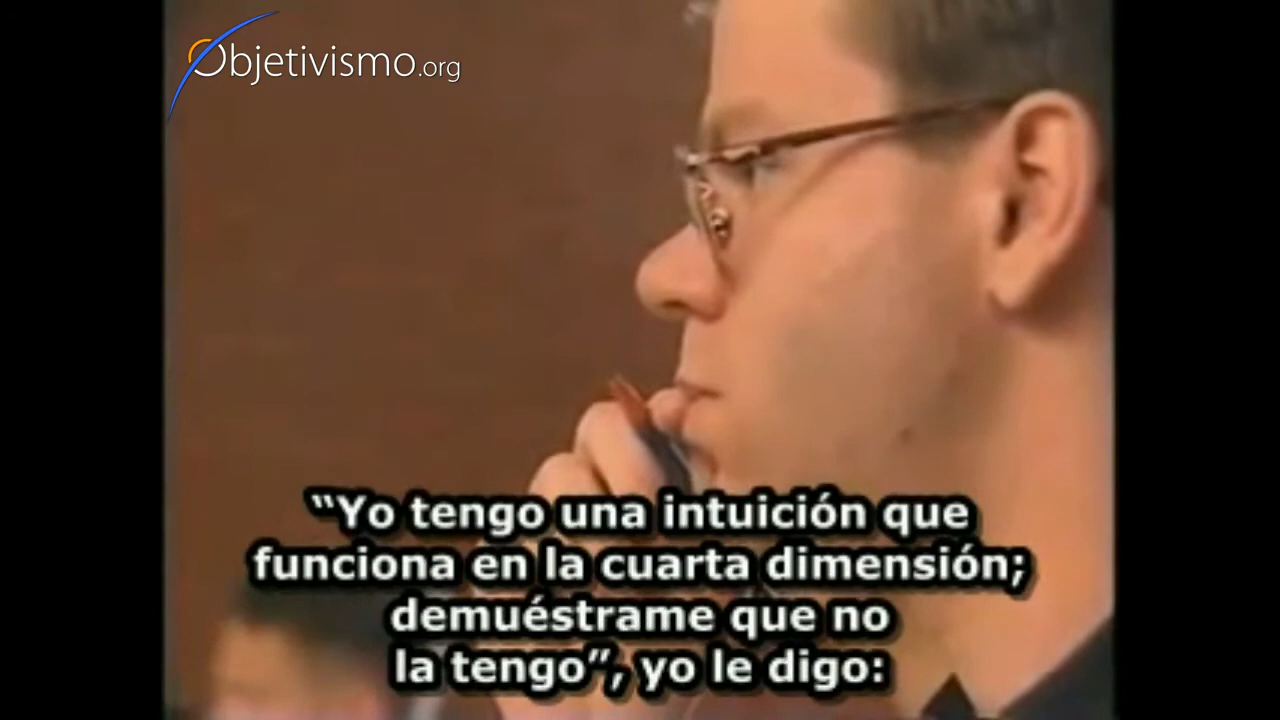 Objetivismo.org
“Yo tengo una intuición que
funciona en la cuarta dimensión;
demuéstrame que no
la tengo”, yo le digo: